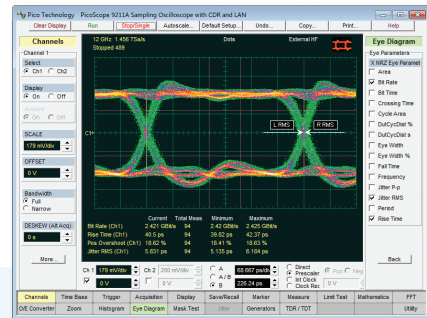 Pico Technology PicoScope 9211A Sampling Oscilloscope with CDR and LAN
Clear Display Run Stop/Single Autoscale... Default Setup... Undo... Copy... Print... Help
Channels
Channel 1
Select
Ch1 Ch2
Display
On Off
Acquire
On Off
SCALE
179 mV/div
OFFSET
0 V
Bandwidth
Full
Narrow
DESKEW (Alt Acq)
0 s
More...
12 GHz 1.456 TSa/s Dots External HF
Stopped 489
Ch1
L RMS R RMS
Current Total Meas Minimum Maximum
Bit Rate (Ch1) 2.421 GBit/s 94 2.42 GBit/s 2.425 GBit/s
Rise Time (Ch1) 40.5 ps 94 39.82 ps 42.37 ps
Pos Overshoot (Ch1) 18.62 % 94 18.41 % 18.63 %
Jitter RMS (Ch1) 5.831 ps 94 5.135 ps 6.184 ps
Ch 1 179 mV/div Ch 2 200 mV/div A 68.667 ps/div Direct Pos Neg
A / B Prescaler
0 V 0 V B 226.24 ps Int Clock 0 V
Clock Rec
Eye Diagram
Eye Parameters
X NRZ Eye Paramet
Area
Bit Rate
Bit Time
Crossing Time
Cycle Area
DutCycDist %
DutCycDist s
Eye Width
Eye Width %
Fall Time
Frequency
Jitter P-p
Jitter RMS
Period
Rise Time
Back
Channels Time Base Trigger Acquisition Display Save/Recall Marker Measure Limit Test Mathematics FFT
O/E Converter Zoom Histogram Eye Diagram Mask Test Jitter Generators TDR / TDT Utility